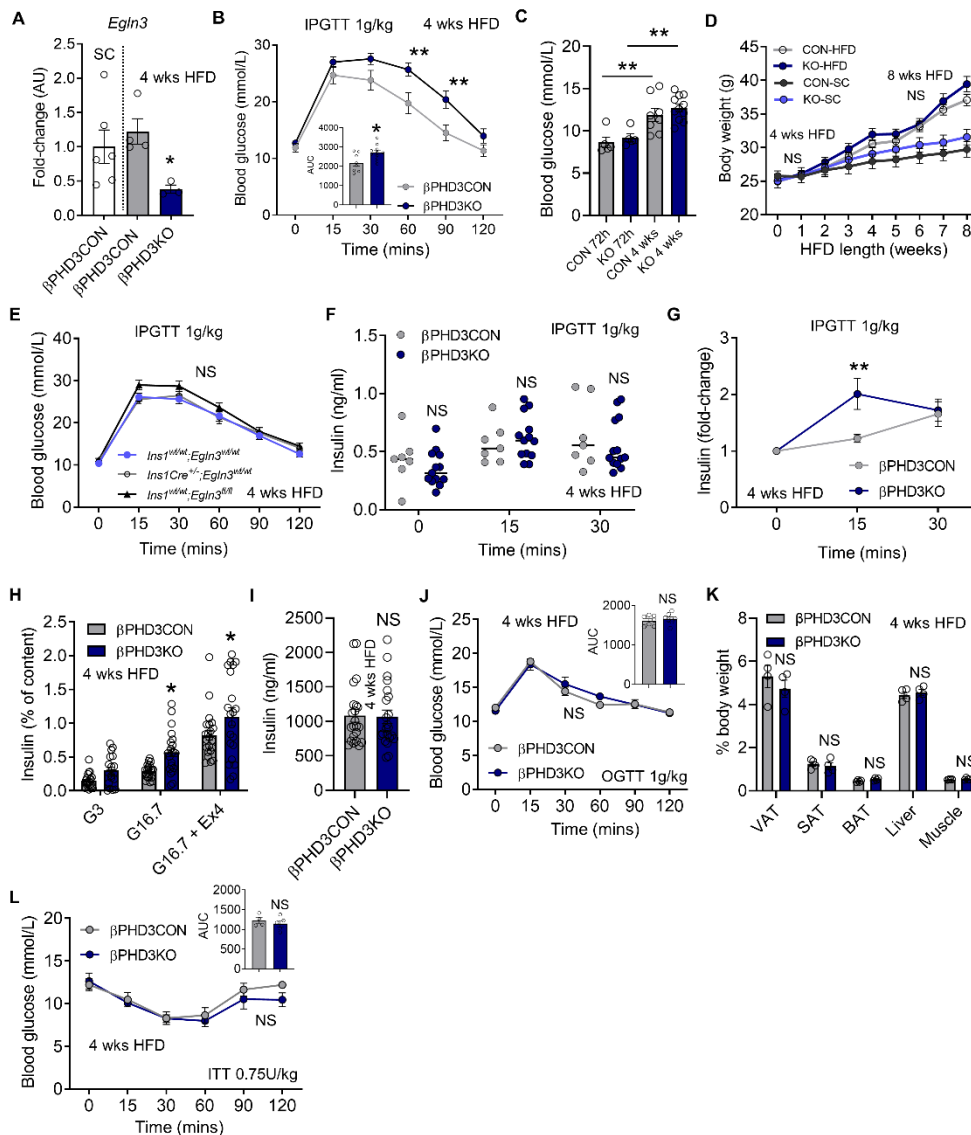 A
Egln3
SC
4 wks HFD
*
Fold-change (AU)
2.5
2.0
1.5
1.0
0.5
0.0
βPHD3CON
βPHD3CON
βPHD3KO
B
IPGTT 1g/kg
4 wks HFD
**
**
Blood glucose (mmol/L)
30
20
10
0
AUC
4000
3000
2000
1000
0
*
βPHD3CON
βPHD3KO
0 15 30 60 90 120
Time (mins)
C
**
**
Blood glucose (mmol/L)
20
15
10
5
0
CON 72h
KO 72h
CON 4 wks
KO 4 wks
D
CON-HFD
KO-HFD
CON-SC
KO-SC
8 wks HFD
NS
4 wks HFD
NS
Body weight (g)
45
40
35
30
25
20
0 1 2 3 4 5 6 7 8
HFD length (weeks)
E
IPGTT 1g/kg
NS
Blood glucose (mmol/L)
40
30
20
10
0
Ins1wt/wt;Egln3wt/wt
Ins1Cre+/-;Egln3wt/wt
Ins1wt/wt;Egln3fl/fl
4 wks HFD
0 15 30 60 90 120
Time (mins)
F
βPHD3CON
βPHD3KO
IPGTT 1g/kg
NS
NS
NS
4 wks HFD
Insulin (ng/ml)
1.5
1.0
0.5
0.0
0 15 30
Time (mins)
G
IPGTT 1g/kg
**
Insulin (fold-change)
3
2
1
0
βPHD3CON
βPHD3KO
4 wks HFD
0 15 30
Time (mins)
H
βPHD3CON
βPHD3KO
4 wks HFD
*
*
Insulin (% of content)
2.5
2.0
1.5
1.0
0.5
0.0
G3
G16.7
G16.7 + Ex4
I
NS
4 wks HFD
Insulin (ng/ml)
3000
2500
2000
1500
1000
500
0
βPHD3CON
βPHD3KO
J
4 wks HFD
NS
Blood glucose (mmol/L)
25
20
15
10
5
0
AUC
2000
1000
0
NS
βPHD3CON
βPHD3KO
OGTT 1g/kg
0 15 30 60 90 120
Time (mins)
K
βPHD3CON
βPHD3KO
4 wks HFD
NS
NS
NS
NS
NS
% body weight
8
6
4
2
0
VAT
SAT
BAT
Liver
Muscle
L
βPHD3CON
βPHD3KO
AUC
2000
1500
1000
500
0
NS
Blood glucose (mmol/L)
20
15
10
5
0
4 wks HFD
NS
ITT 0.75U/kg
0 15 30 60 90 120
Time (mins)